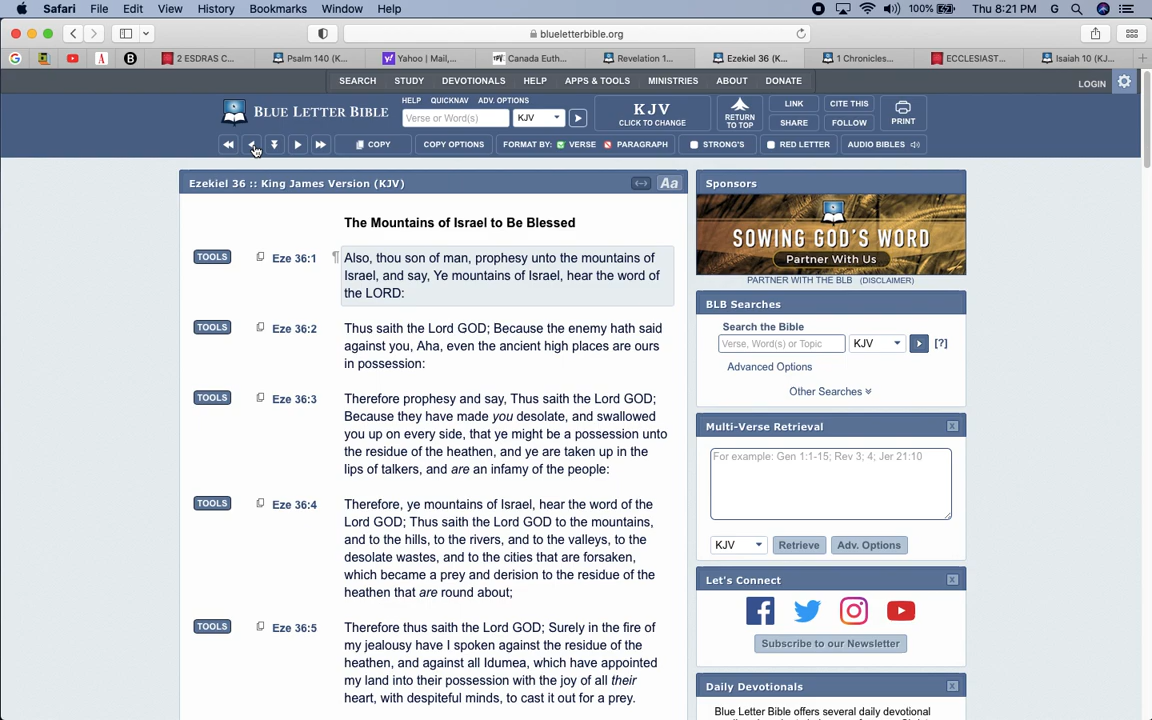 Safari File Edit View History Bookmarks Window Help 100% Thu 8:21 PM G
blueletterbible.org
G A B 2 ESDRAS C... Psalm 140 (K... Yahoo | Mail,... Canada Euth... Revelation 1... Ezekiel 36 (K... 1 Chronicles... ECCLESIAST... Isaiah 10 (KJ...
SEARCH STUDY DEVOTIONALS HELP APPS & TOOLS MINISTRIES ABOUT DONATE LOGIN
BLUE LETTER BIBLE
HELP QUICKNAV ADV. OPTIONS
Verse or Word(s) KJV
KJV
CLICK TO CHANGE
RETURN
TO TOP
LINK CITE THIS
SHARE FOLLOW
PRINT
COPY COPY OPTIONS FORMAT BY: VERSE PARAGRAPH STRONG'S RED LETTER AUDIO BIBLES
Ezekiel 36 :: King James Version (KJV) Aa
The Mountains of Israel to Be Blessed
TOOLS Eze 36:1 ¶ Also, thou son of man, prophesy unto the mountains of
Israel, and say, Ye mountains of Israel, hear the word of
the LORD:
TOOLS Eze 36:2 Thus saith the Lord GOD; Because the enemy hath said
against you, Aha, even the ancient high places are ours
in possession:
TOOLS Eze 36:3 Therefore prophesy and say, Thus saith the Lord GOD;
Because they have made you desolate, and swallowed
you up on every side, that ye might be a possession unto
the residue of the heathen, and ye are taken up in the
lips of talkers, and are an infamy of the people:
TOOLS Eze 36:4 Therefore, ye mountains of Israel, hear the word of the
Lord GOD; Thus saith the Lord GOD to the mountains,
and to the hills, to the rivers, and to the valleys, to the
desolate wastes, and to the cities that are forsaken,
which became a prey and derision to the residue of the
heathen that are round about;
TOOLS Eze 36:5 Therefore thus saith the Lord GOD; Surely in the fire of
my jealousy have I spoken against the residue of the
heathen, and against all Idumea, which have appointed
my land into their possession with the joy of all their
heart, with despiteful minds, to cast it out for a prey.
Sponsors
SOWING GOD'S WORD
Partner With Us
PARTNER WITH THE BLB (DISCLAIMER)
BLB Searches
Search the Bible
Verse, Word(s) or Topic KJV [?]
Advanced Options
Other Searches
Multi-Verse Retrieval x
For example: Gen 1:1-15; Rev 3; 4; Jer 21:10
KJV Retrieve Adv. Options
Let's Connect x
Subscribe to our Newsletter
Daily Devotionals x
Blue Letter Bible offers several daily devotional